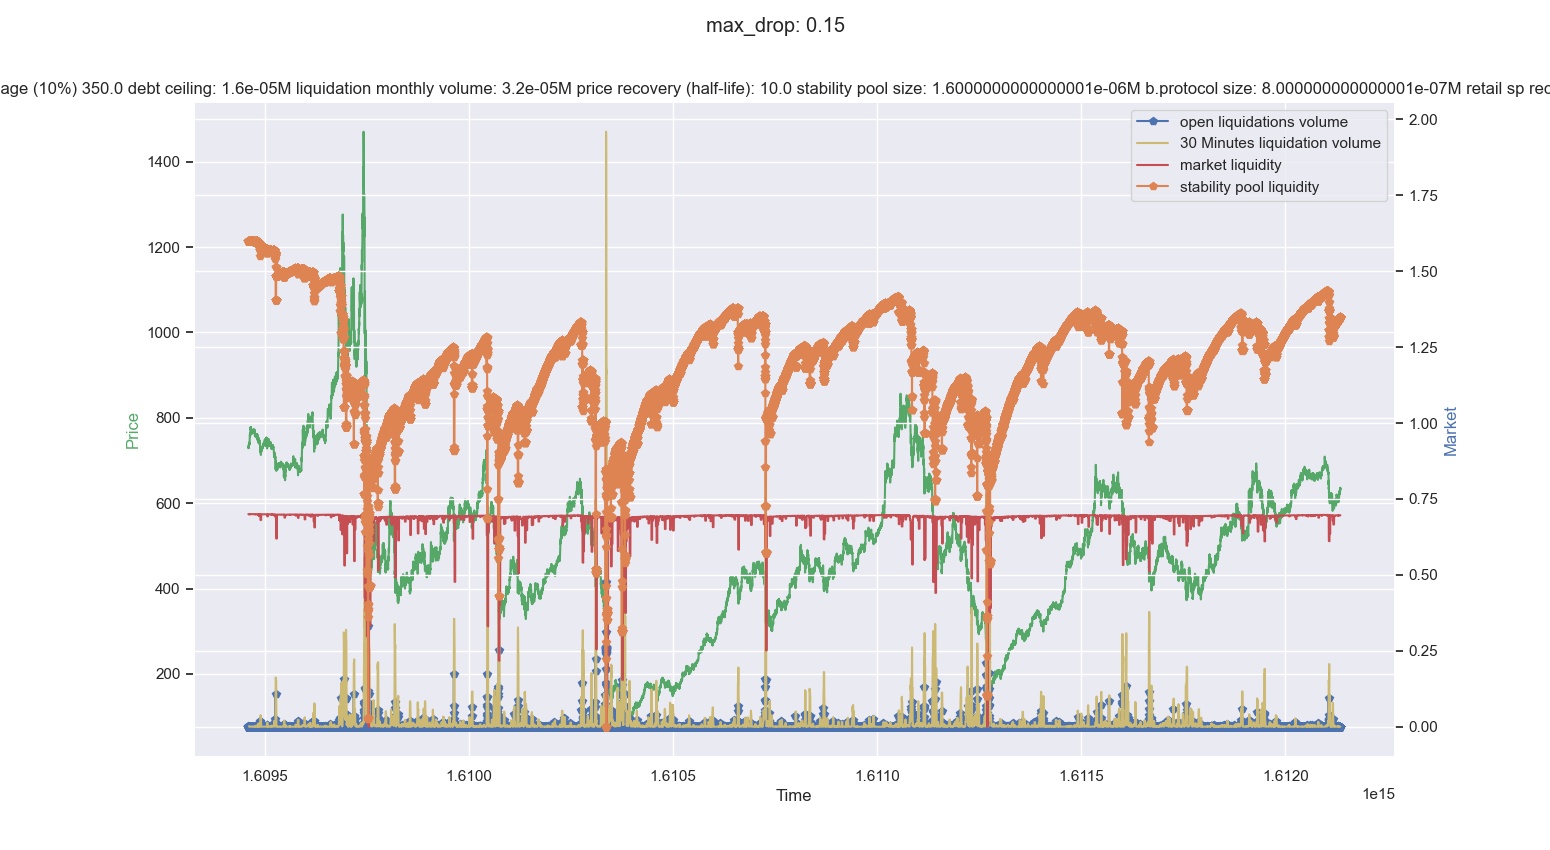 max_drop: 0.15
age (10%) 350.0 debt ceiling: 1.6e-05M liquidation monthly volume: 3.2e-05M price recovery (half-life): 10.0 stability pool size: 1.6000000000000001e-06M b.protocol size: 8.000000000000001e-07M retail sp rec
open liquidations volume
30 Minutes liquidation volume
market liquidity
stability pool liquidity
1400
1200
1000
800
600
400
200
Price
2.00
1.75
1.50
1.25
1.00
0.75
0.50
0.25
0.00
Market
1.6095
1.6100
1.6105
1.6110
1.6115
1.6120
Time
1e15